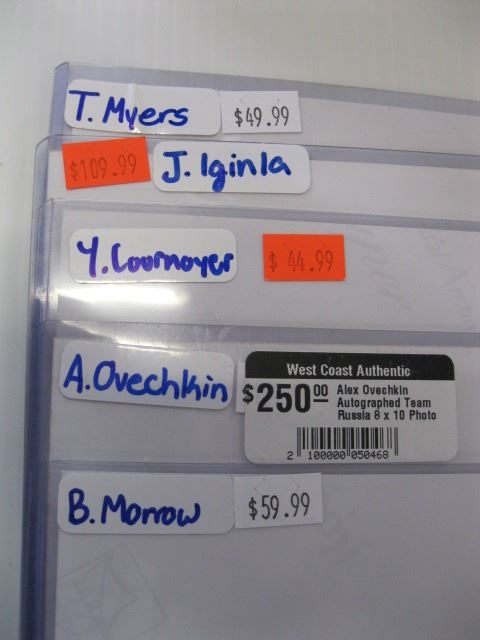 T. Myers $49.99
$109.99 J. Iginla
Y. Cournoyer $44.99
A. Ovechkin
West Coast Authentic
$250.00 Alex Ovechkin
Autographed Team
Russia 8 x 10 Photo
2 100000 050468
B. Morrow $59.99